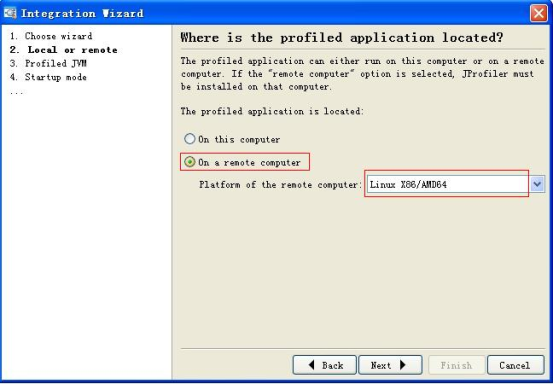 Integration Wizard
1. Choose wizard
2. Local or remote
3. Profiled JVM
4. Startup mode
...
Where is the profiled application located?
The profiled application can either run on this computer or on a remote
computer. If the "remote computer" option is selected, JProfiler must
be installed on that computer.
The profiled application is located:
On this computer
On a remote computer
Platform of the remote computer: Linux X86/AMD64
Back Next Finish Cancel